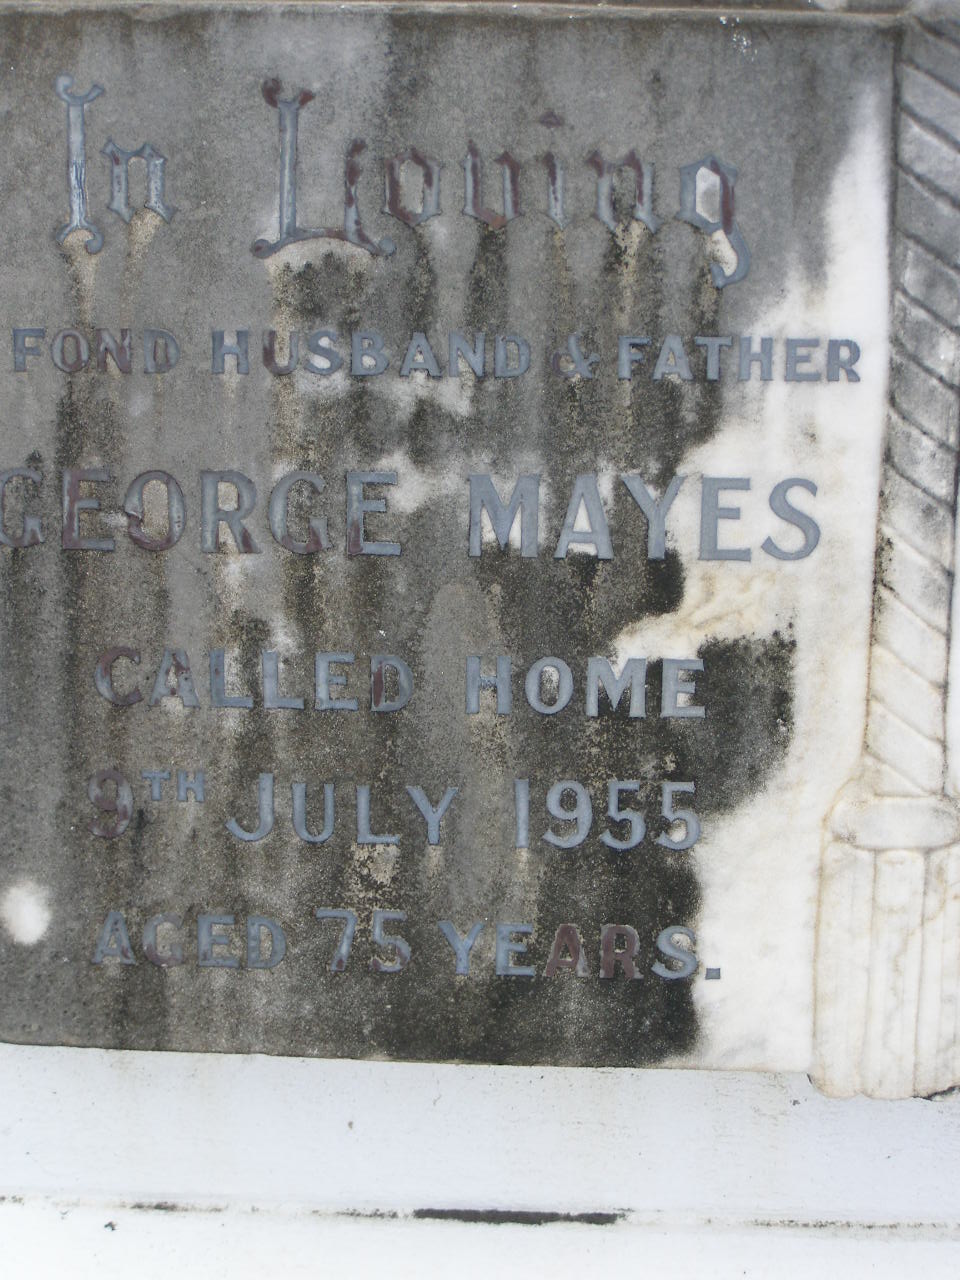 In Loving
FOND HUSBAND & FATHER
GEORGE MAYES
CALLED HOME
9TH JULY 1955
AGED 75 YEARS.